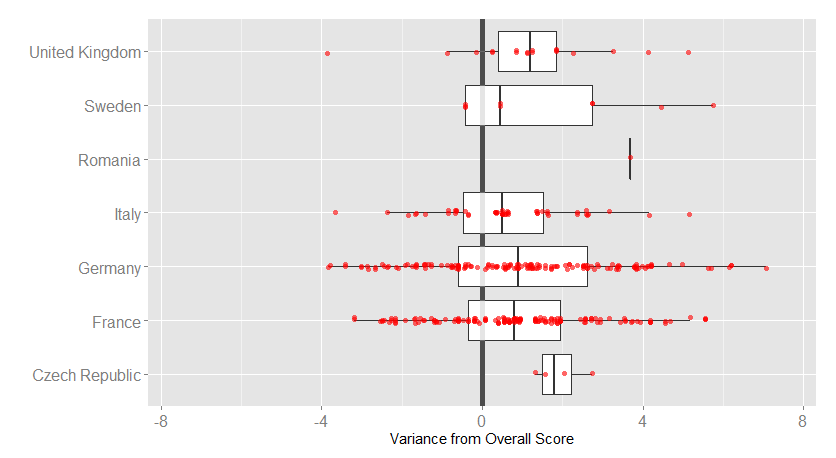 United Kingdom
Sweden
Romania
Italy
Germany
France
Czech Republic
-8 -4 0 4 8
Variance from Overall Score